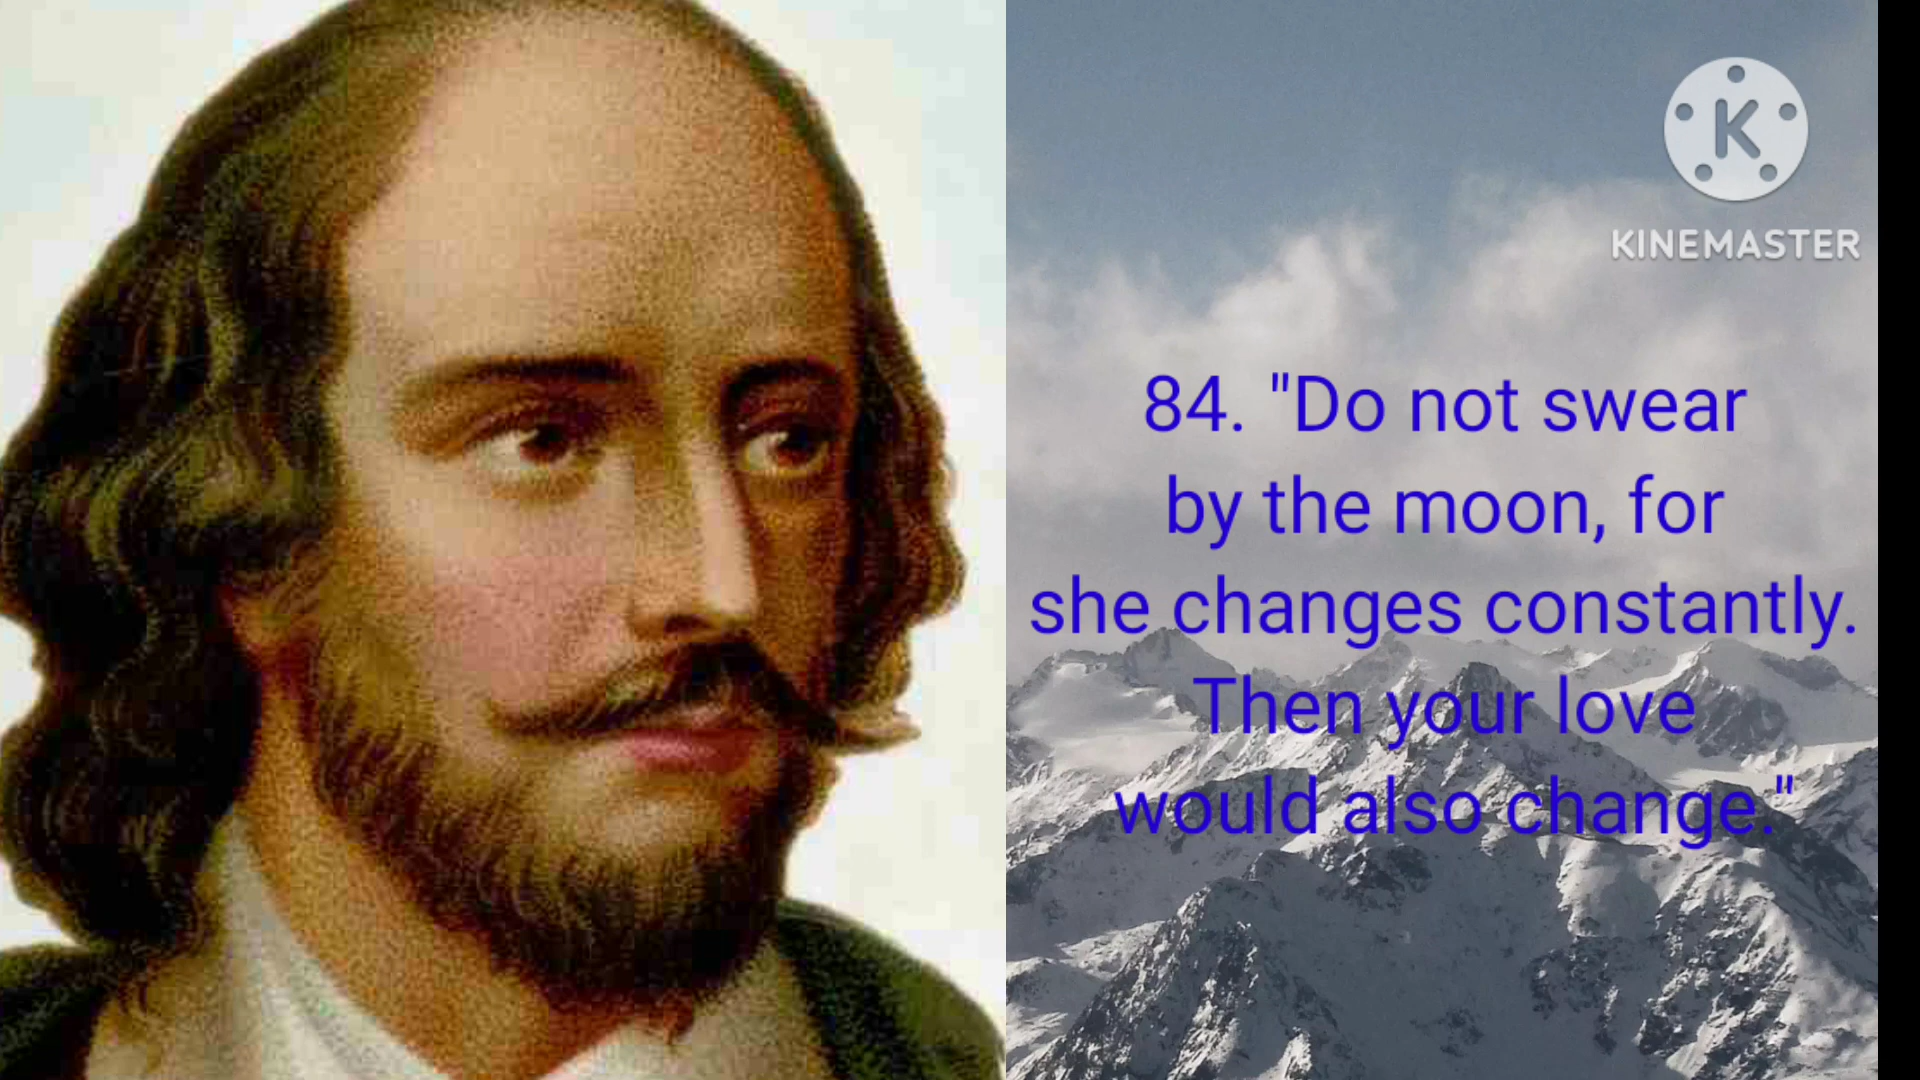 K
KINEMASTER
84. "Do not swear
by the moon, for
she changes constantly.
Then your love
would also change."